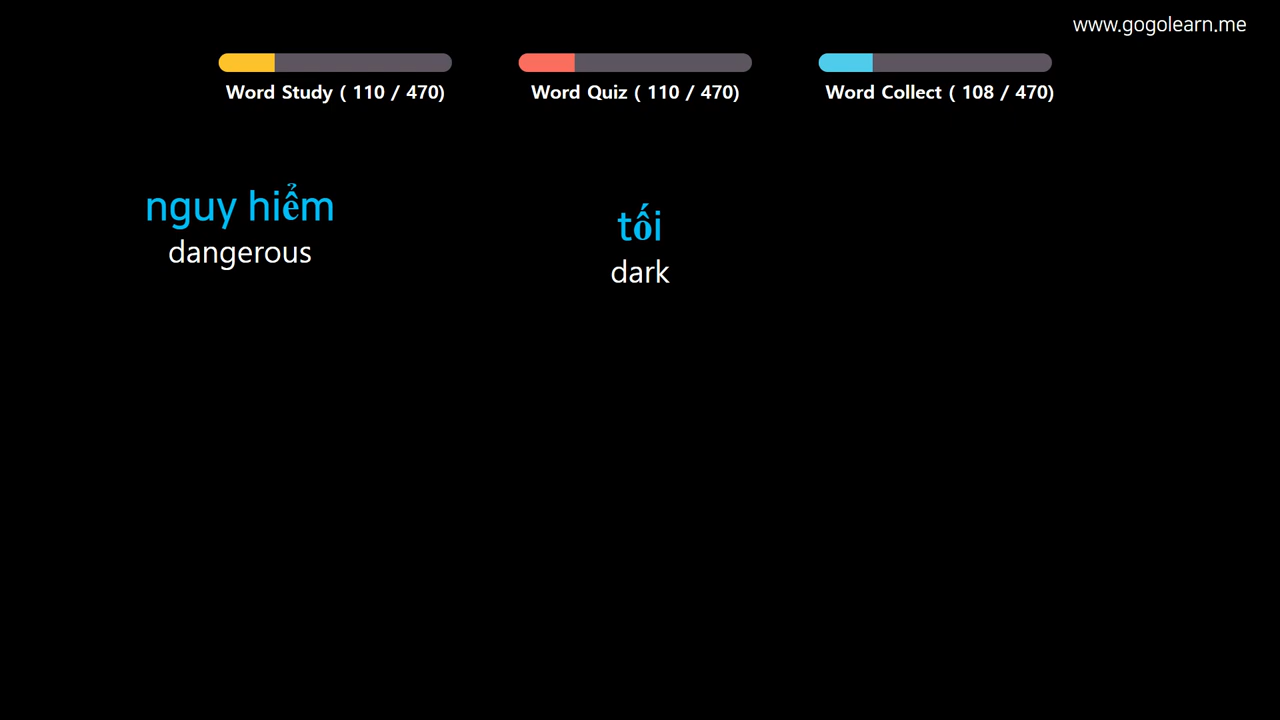 www.gogolearn.me
Word Study ( 110 / 470)
Word Quiz ( 110 / 470)
Word Collect ( 108 / 470)
nguy hiểm
dangerous
tối
dark